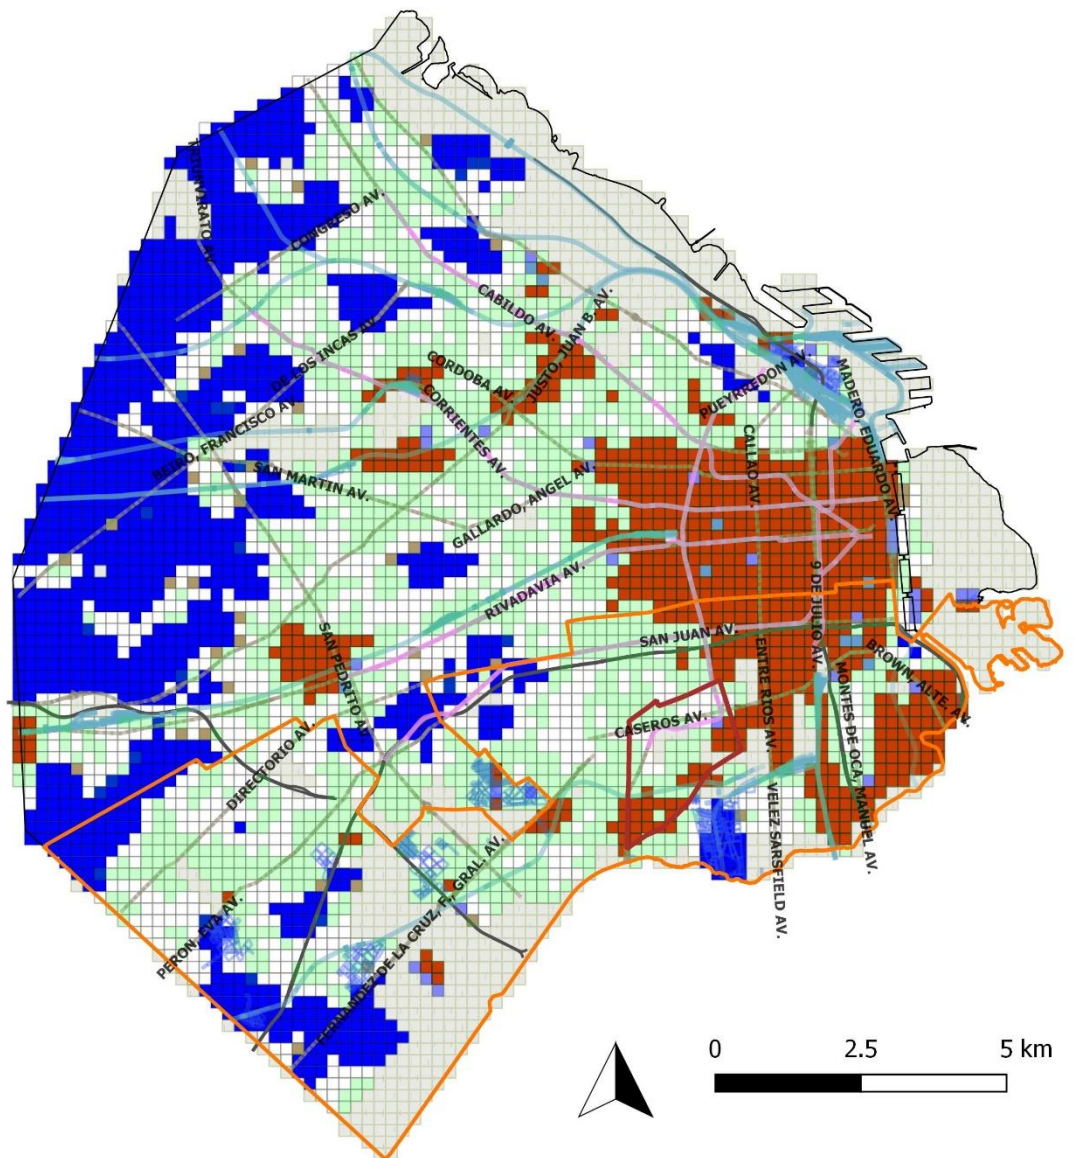 TRIUNVIRATO AV.
CONGRESO AV.
CABILDO AV.
JUSTO, JUAN B. AV.
DE LOS INCAS AV.
CORDOBA AV.
PUEYRREDON AV.
MADERO, EDUARDO AV.
BEIRO, FRANCISCO AV.
CORRIENTES AV.
CALLAO AV.
SAN MARTIN AV.
GALLARDO, ANGEL AV.
RIVADAVIA AV.
9 DE JULIO AV.
SAN JUAN AV.
SAN PEDRITO AV.
ENTRE RIOS AV.
BROWN, ALTE. AV.
MONTES DE OCA, MANUEL AV.
CASEROS AV.
DIRECTORIO AV.
VELEZ SARSFIELD AV.
PERON, EVA AV.
FERNANDEZ DE LA CRUZ, F., GRAL. AV.
0 2.5 5 km